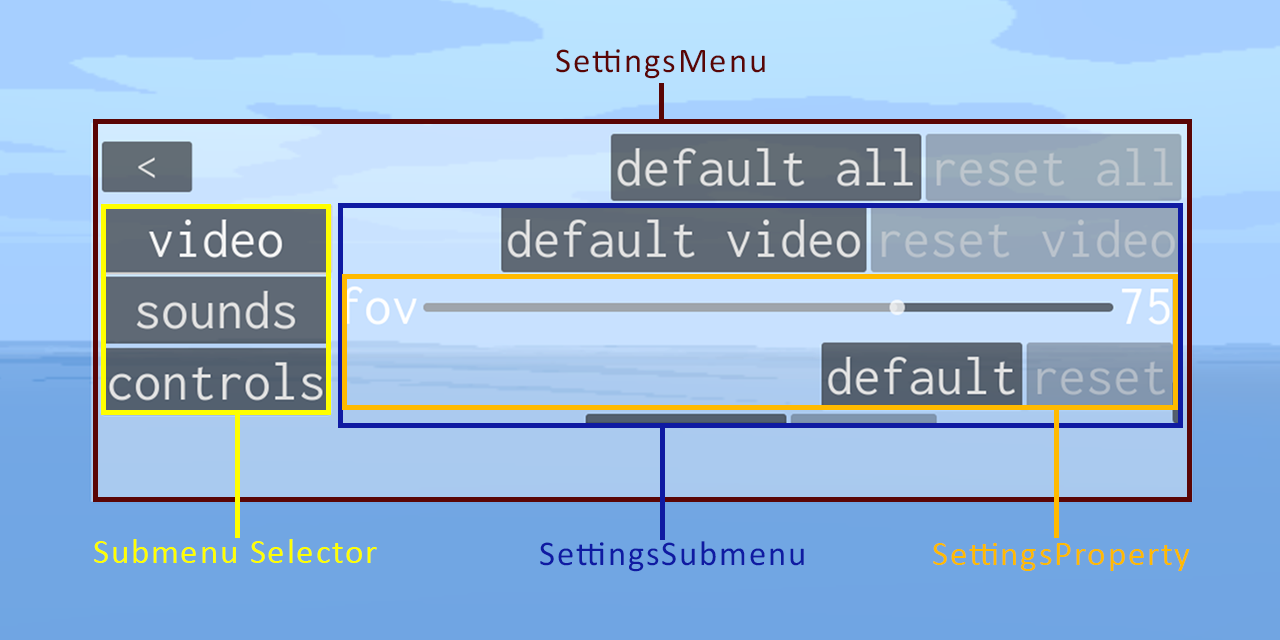 SettingsMenu
< default all reset all
video default video reset video
sounds fov 75
controls default reset
Submenu Selector SettingsSubmenu SettingsProperty